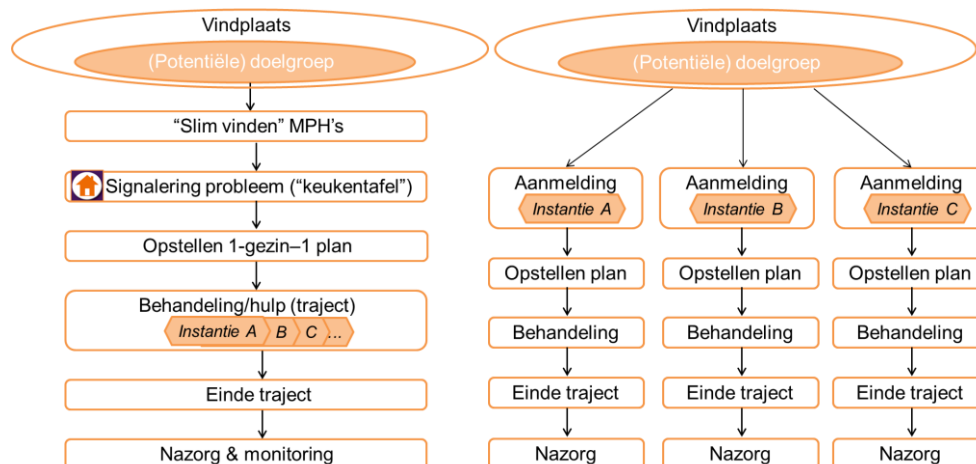 Vindplaats
(Potentiële) doelgroep
“Slim vinden” MPH’s
Signalering probleem (“keukentafel”)
Opstellen 1-gezin–1 plan
Behandeling/hulp (traject)
Instantie A B C ...
Einde traject
Nazorg & monitoring
Vindplaats
(Potentiële) doelgroep
Aanmelding Aanmelding Aanmelding
Instantie A Instantie B Instantie C
Opstellen plan Opstellen plan Opstellen plan
Behandeling Behandeling Behandeling
Einde traject Einde traject Einde traject
Nazorg Nazorg Nazorg